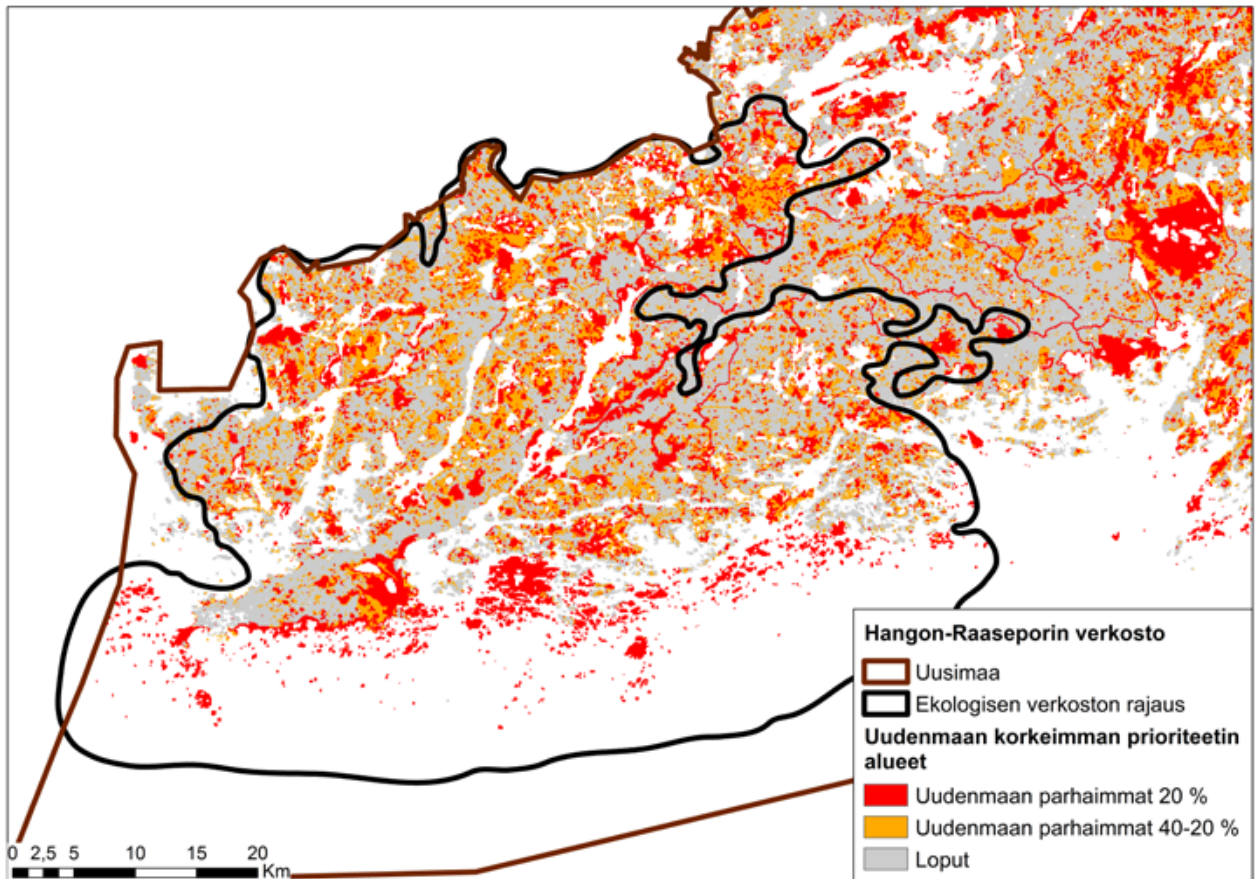 Hangon-Raaseporin verkosto
Uusimaa
Ekologisen verkoston rajaus
Uudenmaan korkeimman prioriteetin
alueet
Uudenmaan parhaimmat 20 %
Uudenmaan parhaimmat 40-20 %
Loput
0 2,5 5 10 15 20
Km